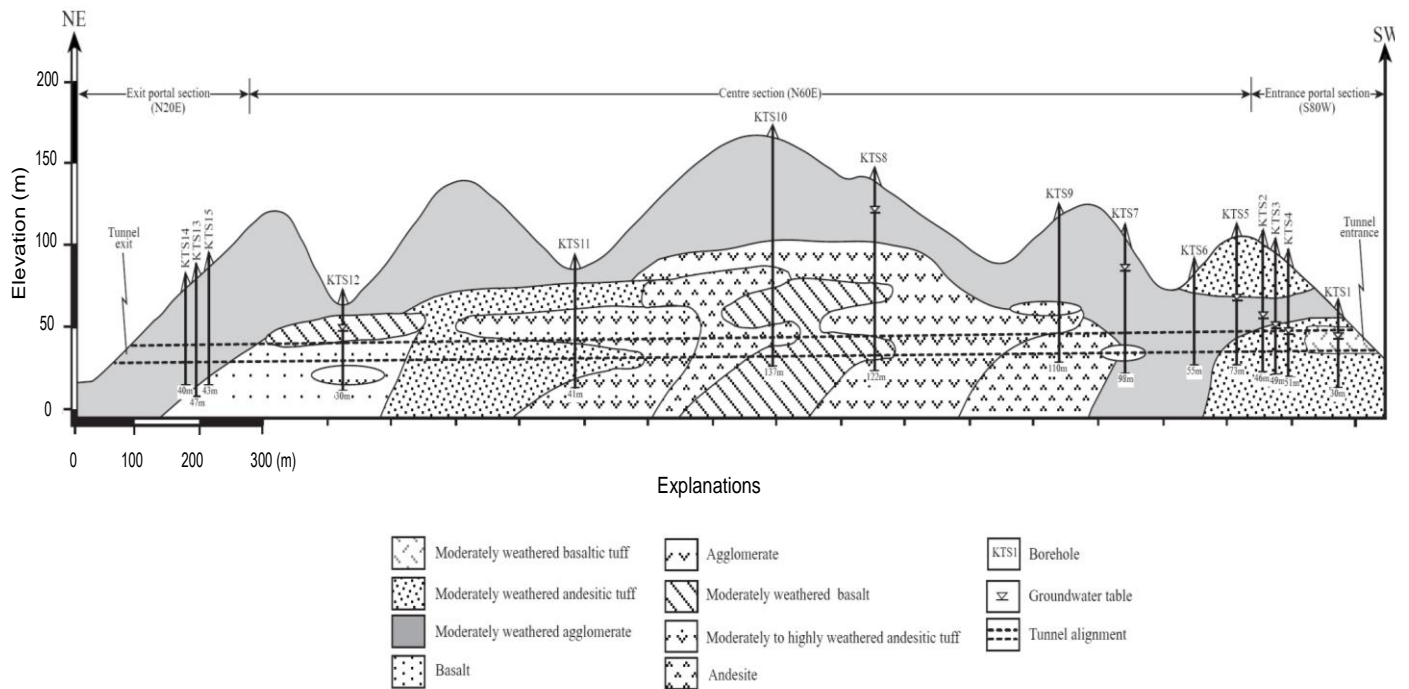 NE
SW
200
150
100
50
0
Elevation (m)
Exit portal section
(N20E)
Centre section (N60E)
Entrance portal section
(S80W)
Tunnel
exit
KTS14
KTS13
KTS15
KTS12
KTS11
KTS10
KTS8
KTS9
KTS7
KTS6
KTS5
KTS2
KTS3
KTS4
KTS1
Tunnel
entrance
40m
47m
43m
30m
41m
137m
122m
110m
98m
55m
73m
46m
49m
51m
30m
0 100 200 300 (m)
Explanations
Moderately weathered basaltic tuff
Moderately weathered andesitic tuff
Moderately weathered agglomerate
Basalt
Agglomerate
Moderately weathered basalt
Moderately to highly weathered andesitic tuff
Andesite
KTS1 Borehole
Groundwater table
Tunnel alignment